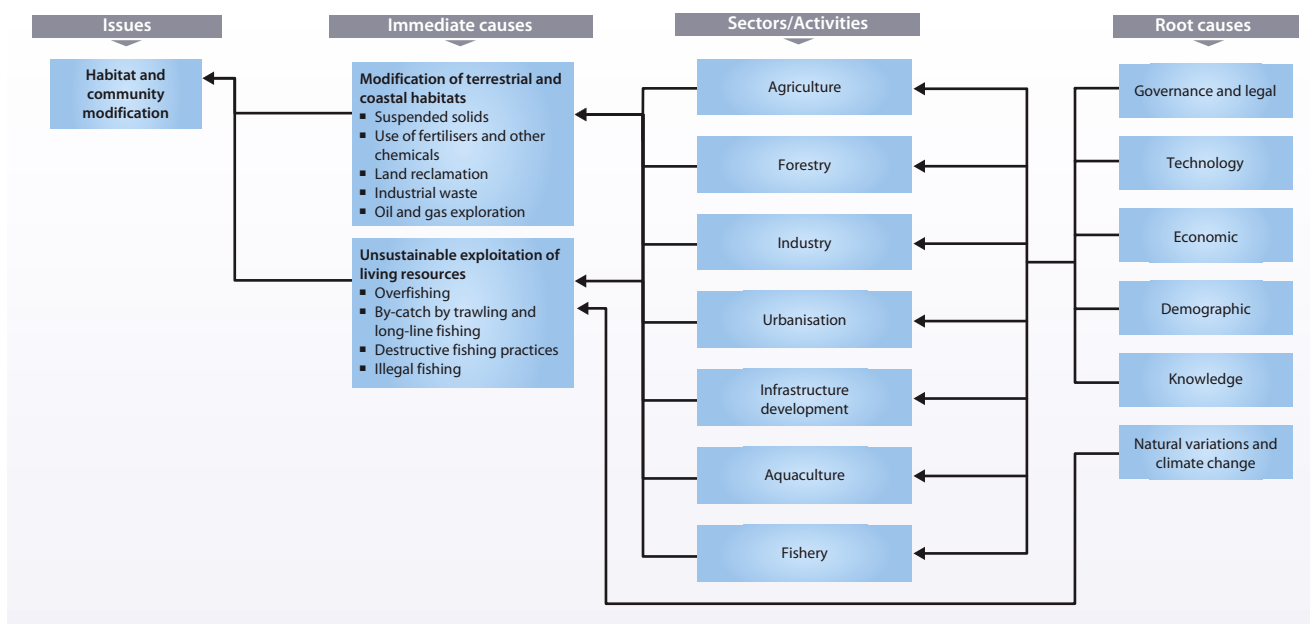 Issues
Immediate causes
Sectors/Activities
Root causes
Habitat and
community
modification
Modification of terrestrial and
coastal habitats
▪ Suspended solids
▪ Use of fertilisers and other
chemicals
▪ Land reclamation
▪ Industrial waste
▪ Oil and gas exploration
Unsustainable exploitation of
living resources
▪ Overfishing
▪ By-catch by trawling and
long-line fishing
▪ Destructive fishing practices
▪ Illegal fishing
Agriculture
Forestry
Industry
Urbanisation
Infrastructure
development
Aquaculture
Fishery
Governance and legal
Technology
Economic
Demographic
Knowledge
Natural variations and
climate change